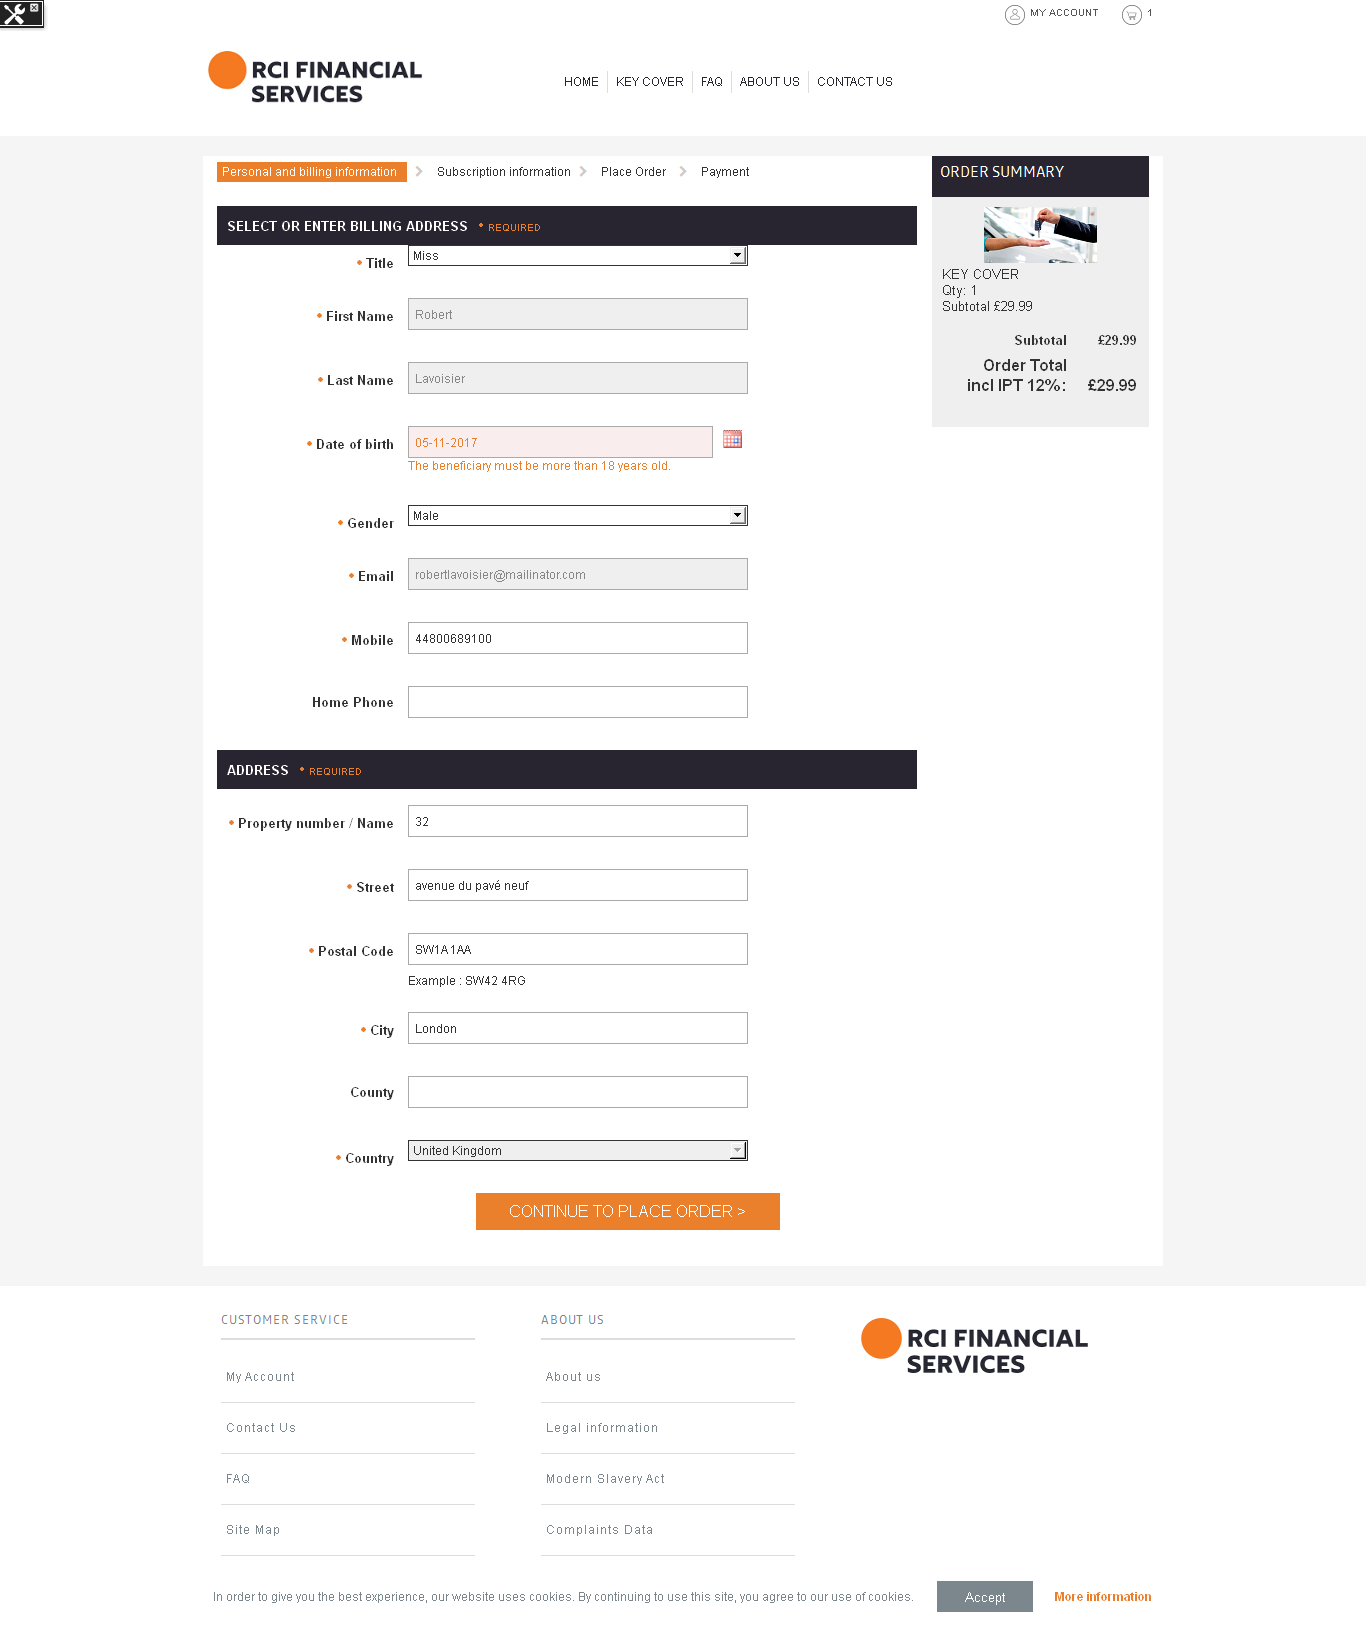 MY ACCOUNT
1
RCI FINANCIAL
SERVICES
HOME
KEY COVER
FAQ
ABOUT US
CONTACT US
Personal and billing information
Subscription information
Place Order
Payment
ORDER SUMMARY
SELECT OR ENTER BILLING ADDRESS • REQUIRED
• Title
Miss
• First Name
Robert
• Last Name
Lavoisier
• Date of birth
05-11-2017
The beneficiary must be more than 18 years old.
• Gender
Male
• Email
robertlavoisier@mailinator.com
• Mobile
44800689100
Home Phone
KEY COVER
Qty: 1
Subtotal £29.99
Subtotal £29.99
Order Total
incl IPT 12%: £29.99
ADDRESS • REQUIRED
• Property number / Name
32
• Street
avenue du pavé neuf
• Postal Code
SW1A 1AA
Example : SW42 4RG
• City
London
County
• Country
United Kingdom
CONTINUE TO PLACE ORDER >
CUSTOMER SERVICE
My Account
Contact Us
FAQ
Site Map
ABOUT US
About us
Legal information
Modern Slavery Act
Complaints Data
RCI FINANCIAL
SERVICES
In order to give you the best experience, our website uses cookies. By continuing to use this site, you agree to our use of cookies.
Accept
More information